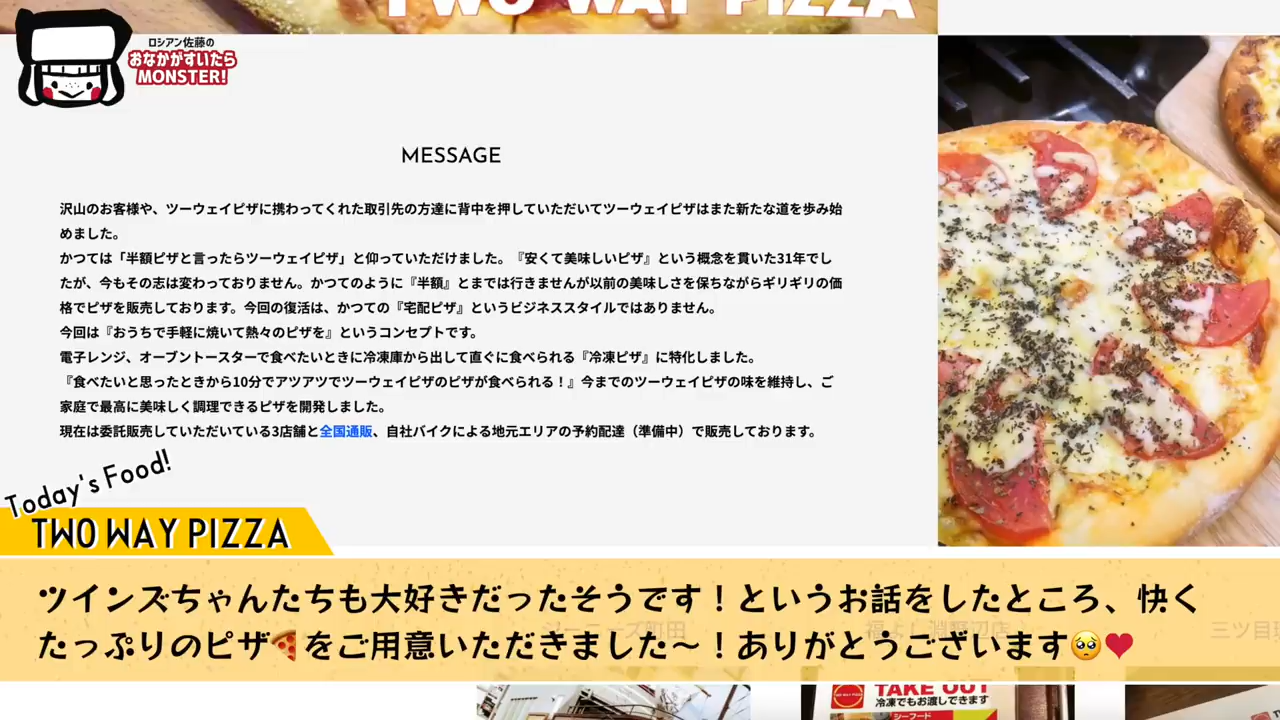 TWO WAY PIZZA
ロシアン佐藤の
おなかがすいたら
MONSTER!
MESSAGE
沢山のお客様や、ツーウェイピザに携わってくれた取引先の方達に背中を押していただいてツーウェイピザはまた新たな道を歩み始
めました。
かつては「半額ピザと言ったらツーウェイピザ」と仰っていただけました。『安くて美味しいピザ』という概念を貫いた31年でし
たが、今もその志は変わっておりません。かつてのように『半額』とまでは行きませんが以前の美味しさを保ちながらギリギリの価
格でピザを販売しております。今回の復活は、かつての『宅配ピザ』というビジネススタイルではありません。
今回は『おうちで手軽に焼いて熱々のピザを』というコンセプトです。
電子レンジ、オーブントースターで食べたいときに冷凍庫から出して直ぐに食べられる『冷凍ピザ』に特化しました。
『食べたいと思ったときから10分でアツアツでツーウェイピザのピザが食べられる！』今までのツーウェイピザの味を維持し、ご
家庭で最高に美味しく調理できるピザを開発しました。
現在は委託販売していただいている3店舗と全国通販、自社バイクによる地元エリアの予約配達（準備中）で販売しております。
Today's Food!
TWO WAY PIZZA
ツインズちゃんたちも大好きだったそうです！というお話をしたところ、快く
たっぷりのピザ🍕をご用意いただきました〜！ありがとうございます🥺♥
ジーニーズ町田
福よし淵野辺店
三ツ目
TAKE OUT
冷凍でもお渡しできます
シーフード